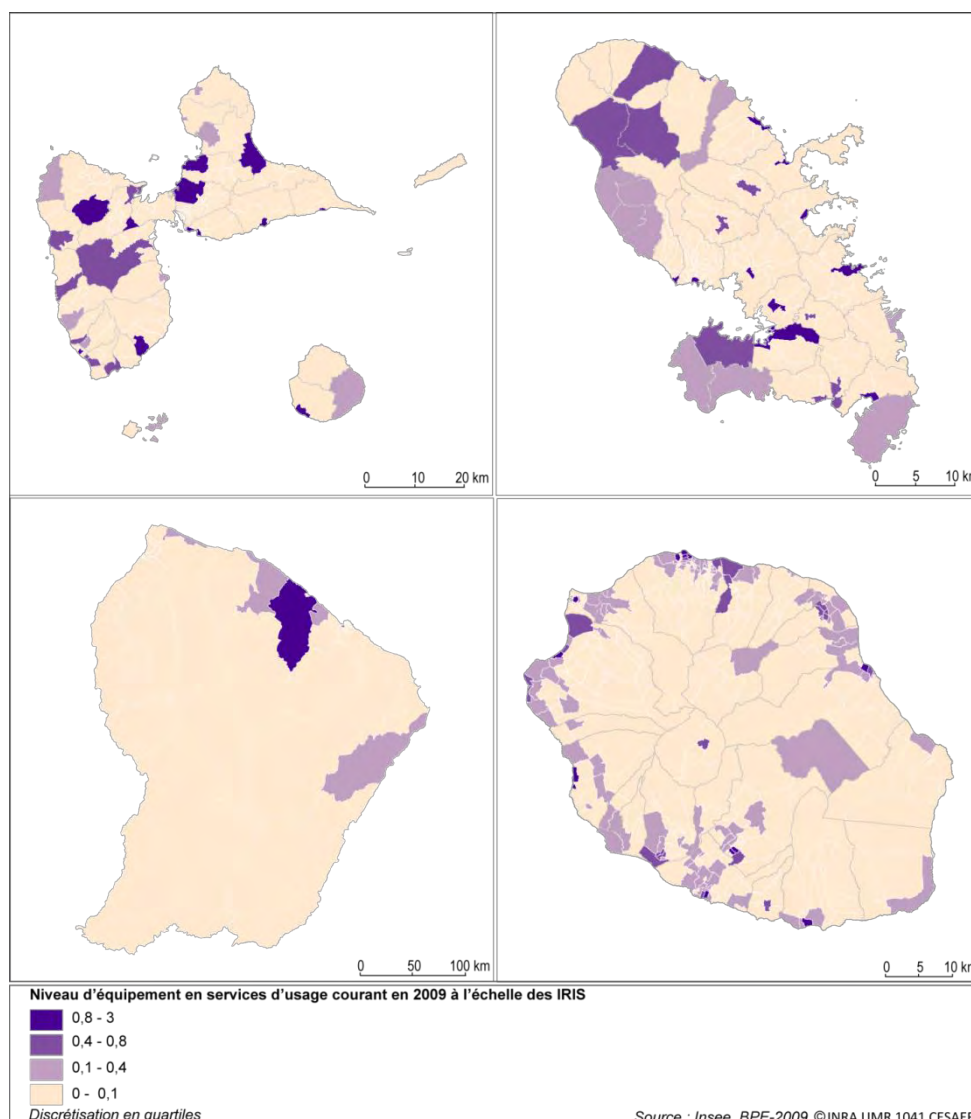 0 10 20 km
0 5 10 km
0 50 100 km
0 5 10 km
Niveau d'équipement en services d'usage courant en 2009 à l'échelle des IRIS
0,8 - 3
0,4 - 0,8
0,1 - 0,4
0 - 0,1
Discrétisation en quartiles
Source : Insee, BPE-2009 ©INRA UMR 1041 CESAER